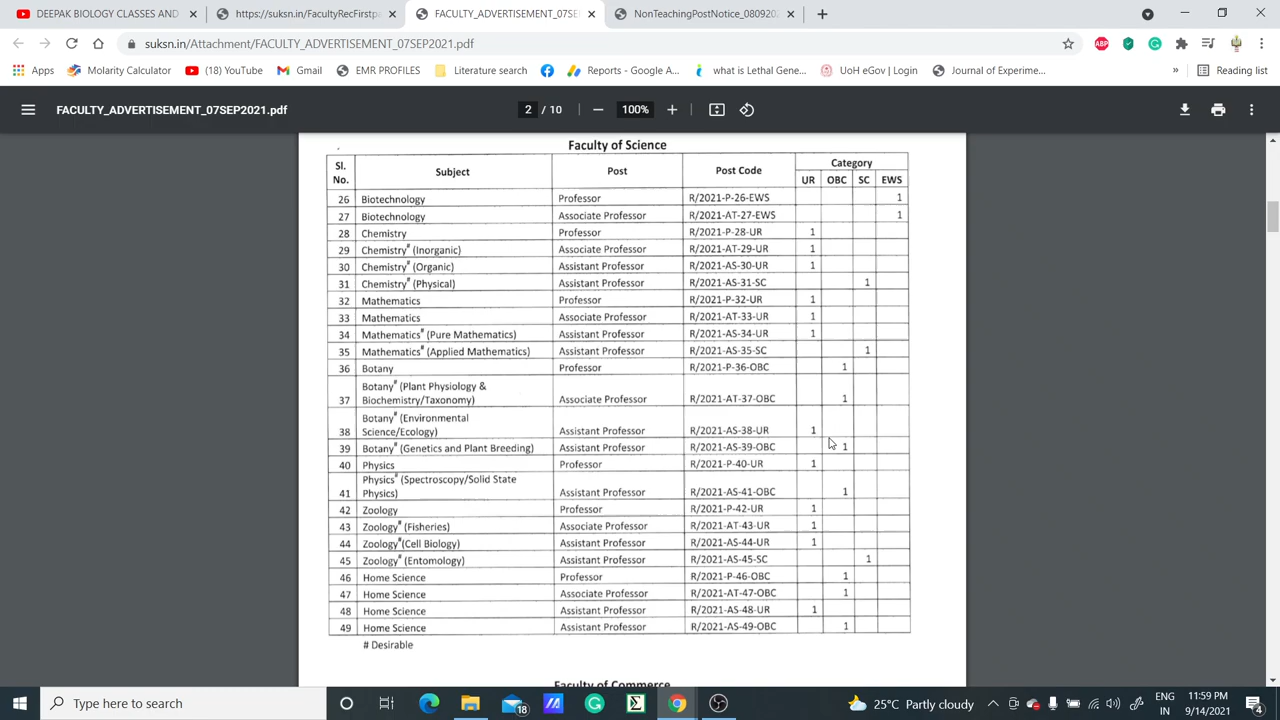 DEEPAK BIOLOGY CLASSES AND
https://suksn.in/FacultyRecFirstpa
FACULTY_ADVERTISEMENT_07SE
NonTeachingPostNotice_0809202
suksn.in/Attachment/FACULTY_ADVERTISEMENT_07SEP2021.pdf
Apps Molarity Calculator (18) YouTube Gmail EMR PROFILES Literature search Reports - Google A... what is Lethal Gene... UoH eGov | Login Journal of Experime... » Reading list
FACULTY_ADVERTISEMENT_07SEP2021.pdf 2 / 10 100%
Faculty of Science
Sl. No. Subject Post Post Code Category
UR OBC SC EWS
26 Biotechnology Professor R/2021-P-26-EWS 1
27 Biotechnology Associate Professor R/2021-AT-27-EWS 1
28 Chemistry Professor R/2021-P-28-UR 1
29 Chemistry# (Inorganic) Associate Professor R/2021-AT-29-UR 1
30 Chemistry# (Organic) Assistant Professor R/2021-AS-30-UR 1
31 Chemistry# (Physical) Assistant Professor R/2021-AS-31-SC 1
32 Mathematics Professor R/2021-P-32-UR 1
33 Mathematics Associate Professor R/2021-AT-33-UR 1
34 Mathematics# (Pure Mathematics) Assistant Professor R/2021-AS-34-UR 1
35 Mathematics# (Applied Mathematics) Assistant Professor R/2021-AS-35-SC 1
36 Botany Professor R/2021-P-36-OBC 1
Botany# (Plant Physiology &
37 Biochemistry/Taxonomy) Associate Professor R/2021-AT-37-OBC 1
Botany# (Environmental
38 Science/Ecology) Assistant Professor R/2021-AS-38-UR 1
39 Botany# (Genetics and Plant Breeding) Assistant Professor R/2021-AS-39-OBC 1
40 Physics Professor R/2021-P-40-UR 1
Physics# (Spectroscopy/Solid State
41 Physics) Assistant Professor R/2021-AS-41-OBC 1
42 Zoology Professor R/2021-P-42-UR 1
43 Zoology# (Fisheries) Associate Professor R/2021-AT-43-UR 1
44 Zoology#(Cell Biology) Assistant Professor R/2021-AS-44-UR 1
45 Zoology# (Entomology) Assistant Professor R/2021-AS-45-SC 1
46 Home Science Professor R/2021-P-46-OBC 1
47 Home Science Associate Professor R/2021-AT-47-OBC 1
48 Home Science Assistant Professor R/2021-AS-48-UR 1
49 Home Science Assistant Professor R/2021-AS-49-OBC 1
# Desirable
Faculty of Commerce
Type here to search 18 25°C Partly cloudy ENG 11:59 PM
IN 9/14/2021 4